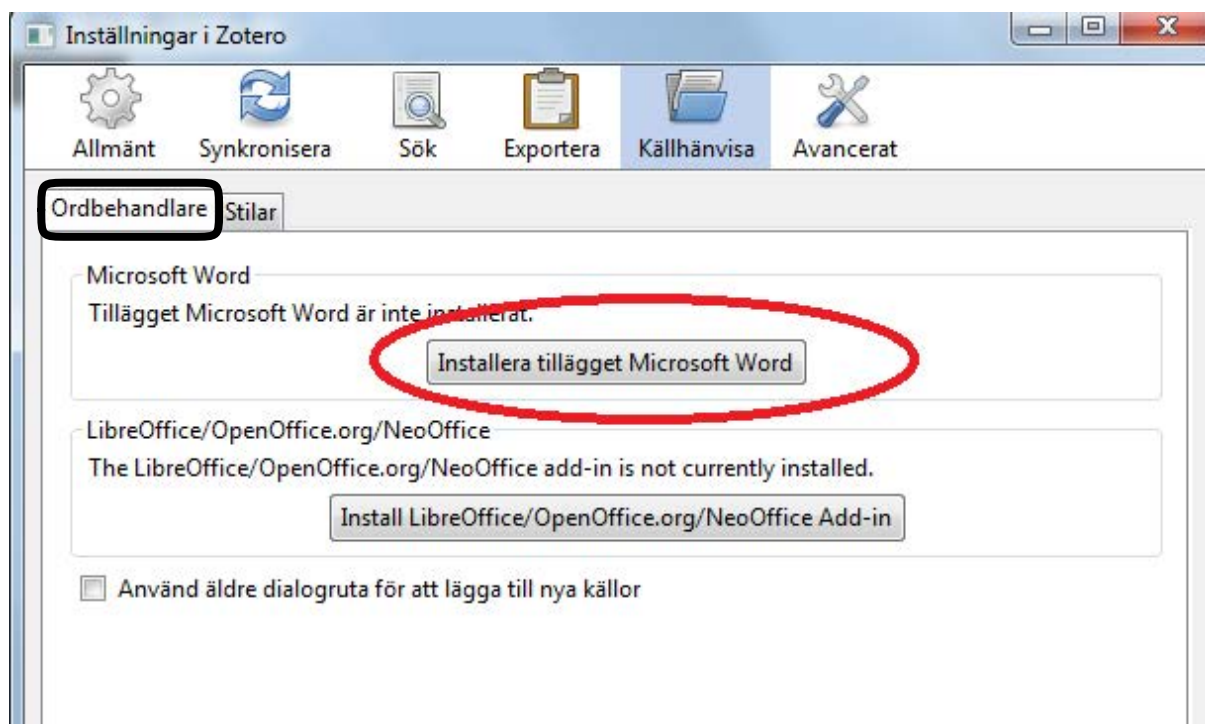 Inställningar i Zotero
Allmänt Synkronisera Sök Exportera Källhänvisa Avancerat
Ordbehandlare Stilar
Microsoft Word
Tillägget Microsoft Word är inte installerat.
Installera tillägget Microsoft Word
LibreOffice/OpenOffice.org/NeoOffice
The LibreOffice/OpenOffice.org/NeoOffice add-in is not currently installed.
Install LibreOffice/OpenOffice.org/NeoOffice Add-in
Använd äldre dialogruta för att lägga till nya källor